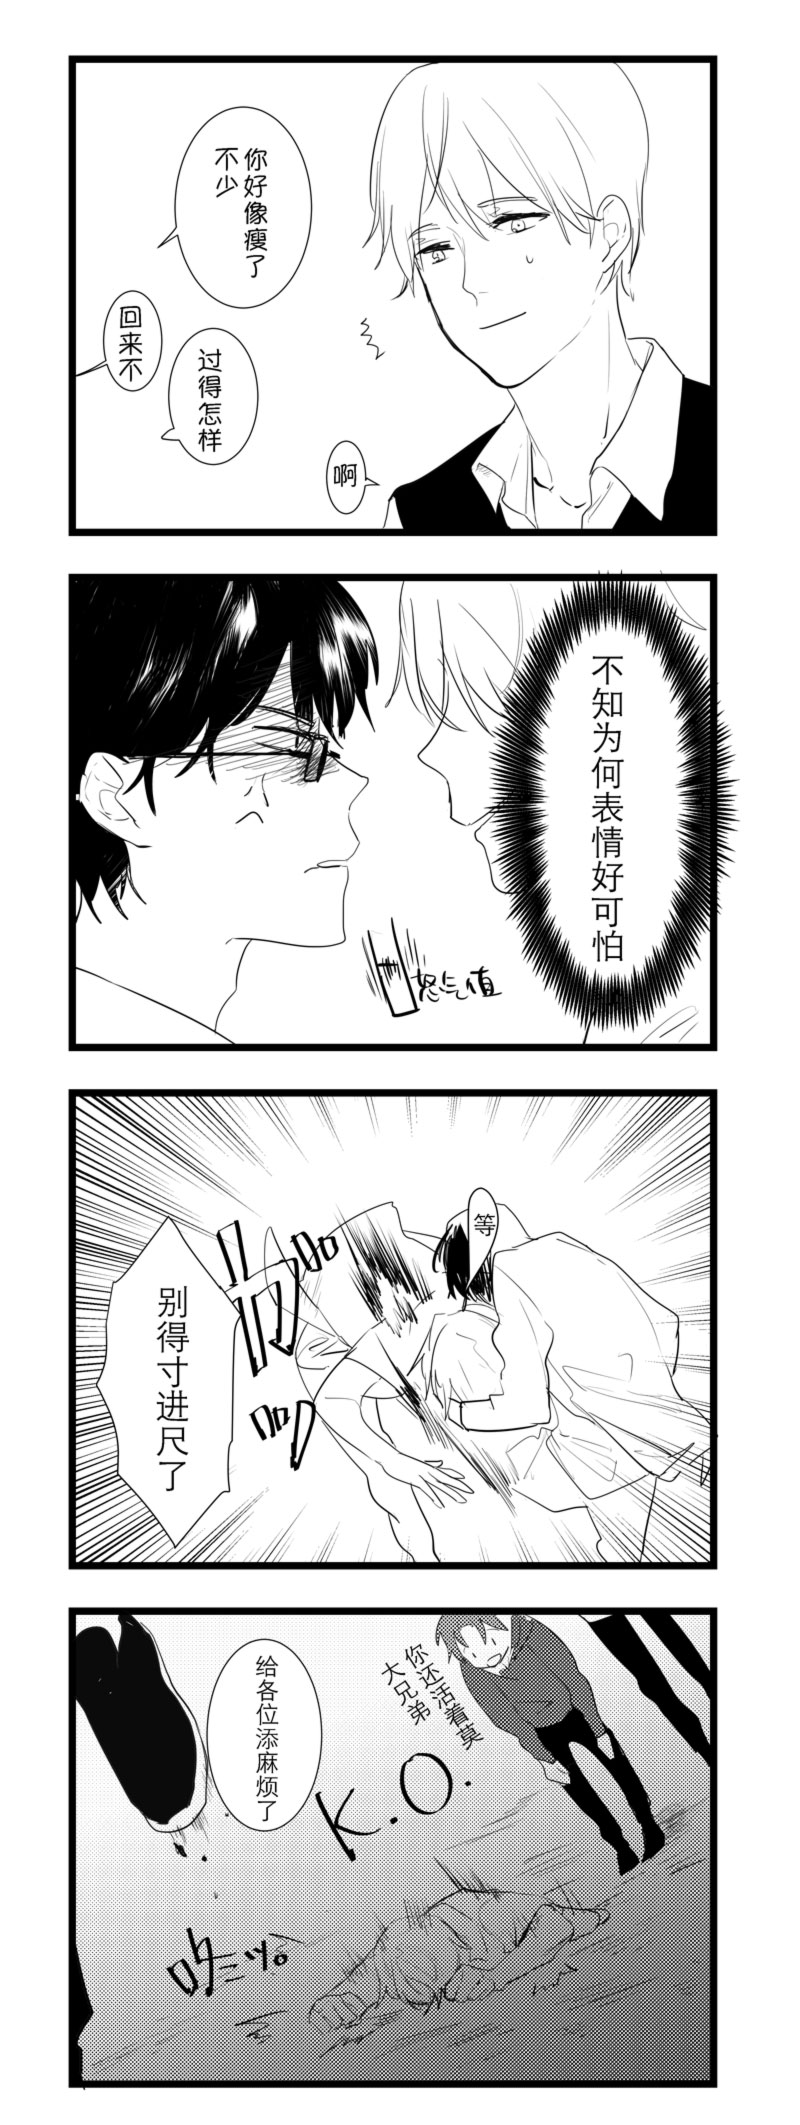 你好像瘦了
不少
回来不
过得怎样
啊
不知为何表情好可怕
怒气值
等
别得寸进尺了
给各位添麻烦了
你还活着莫
大兄弟
K.O.